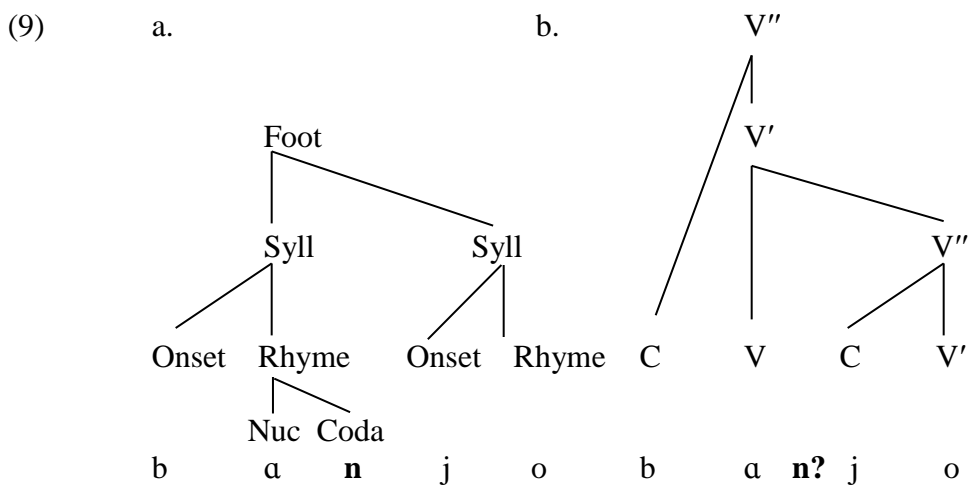 (9) a. b. V″
Foot V′
Syll Syll V″
Onset Rhyme Onset Rhyme C V C V′
Nuc Coda
b ɑ n j o b ɑ n? j o